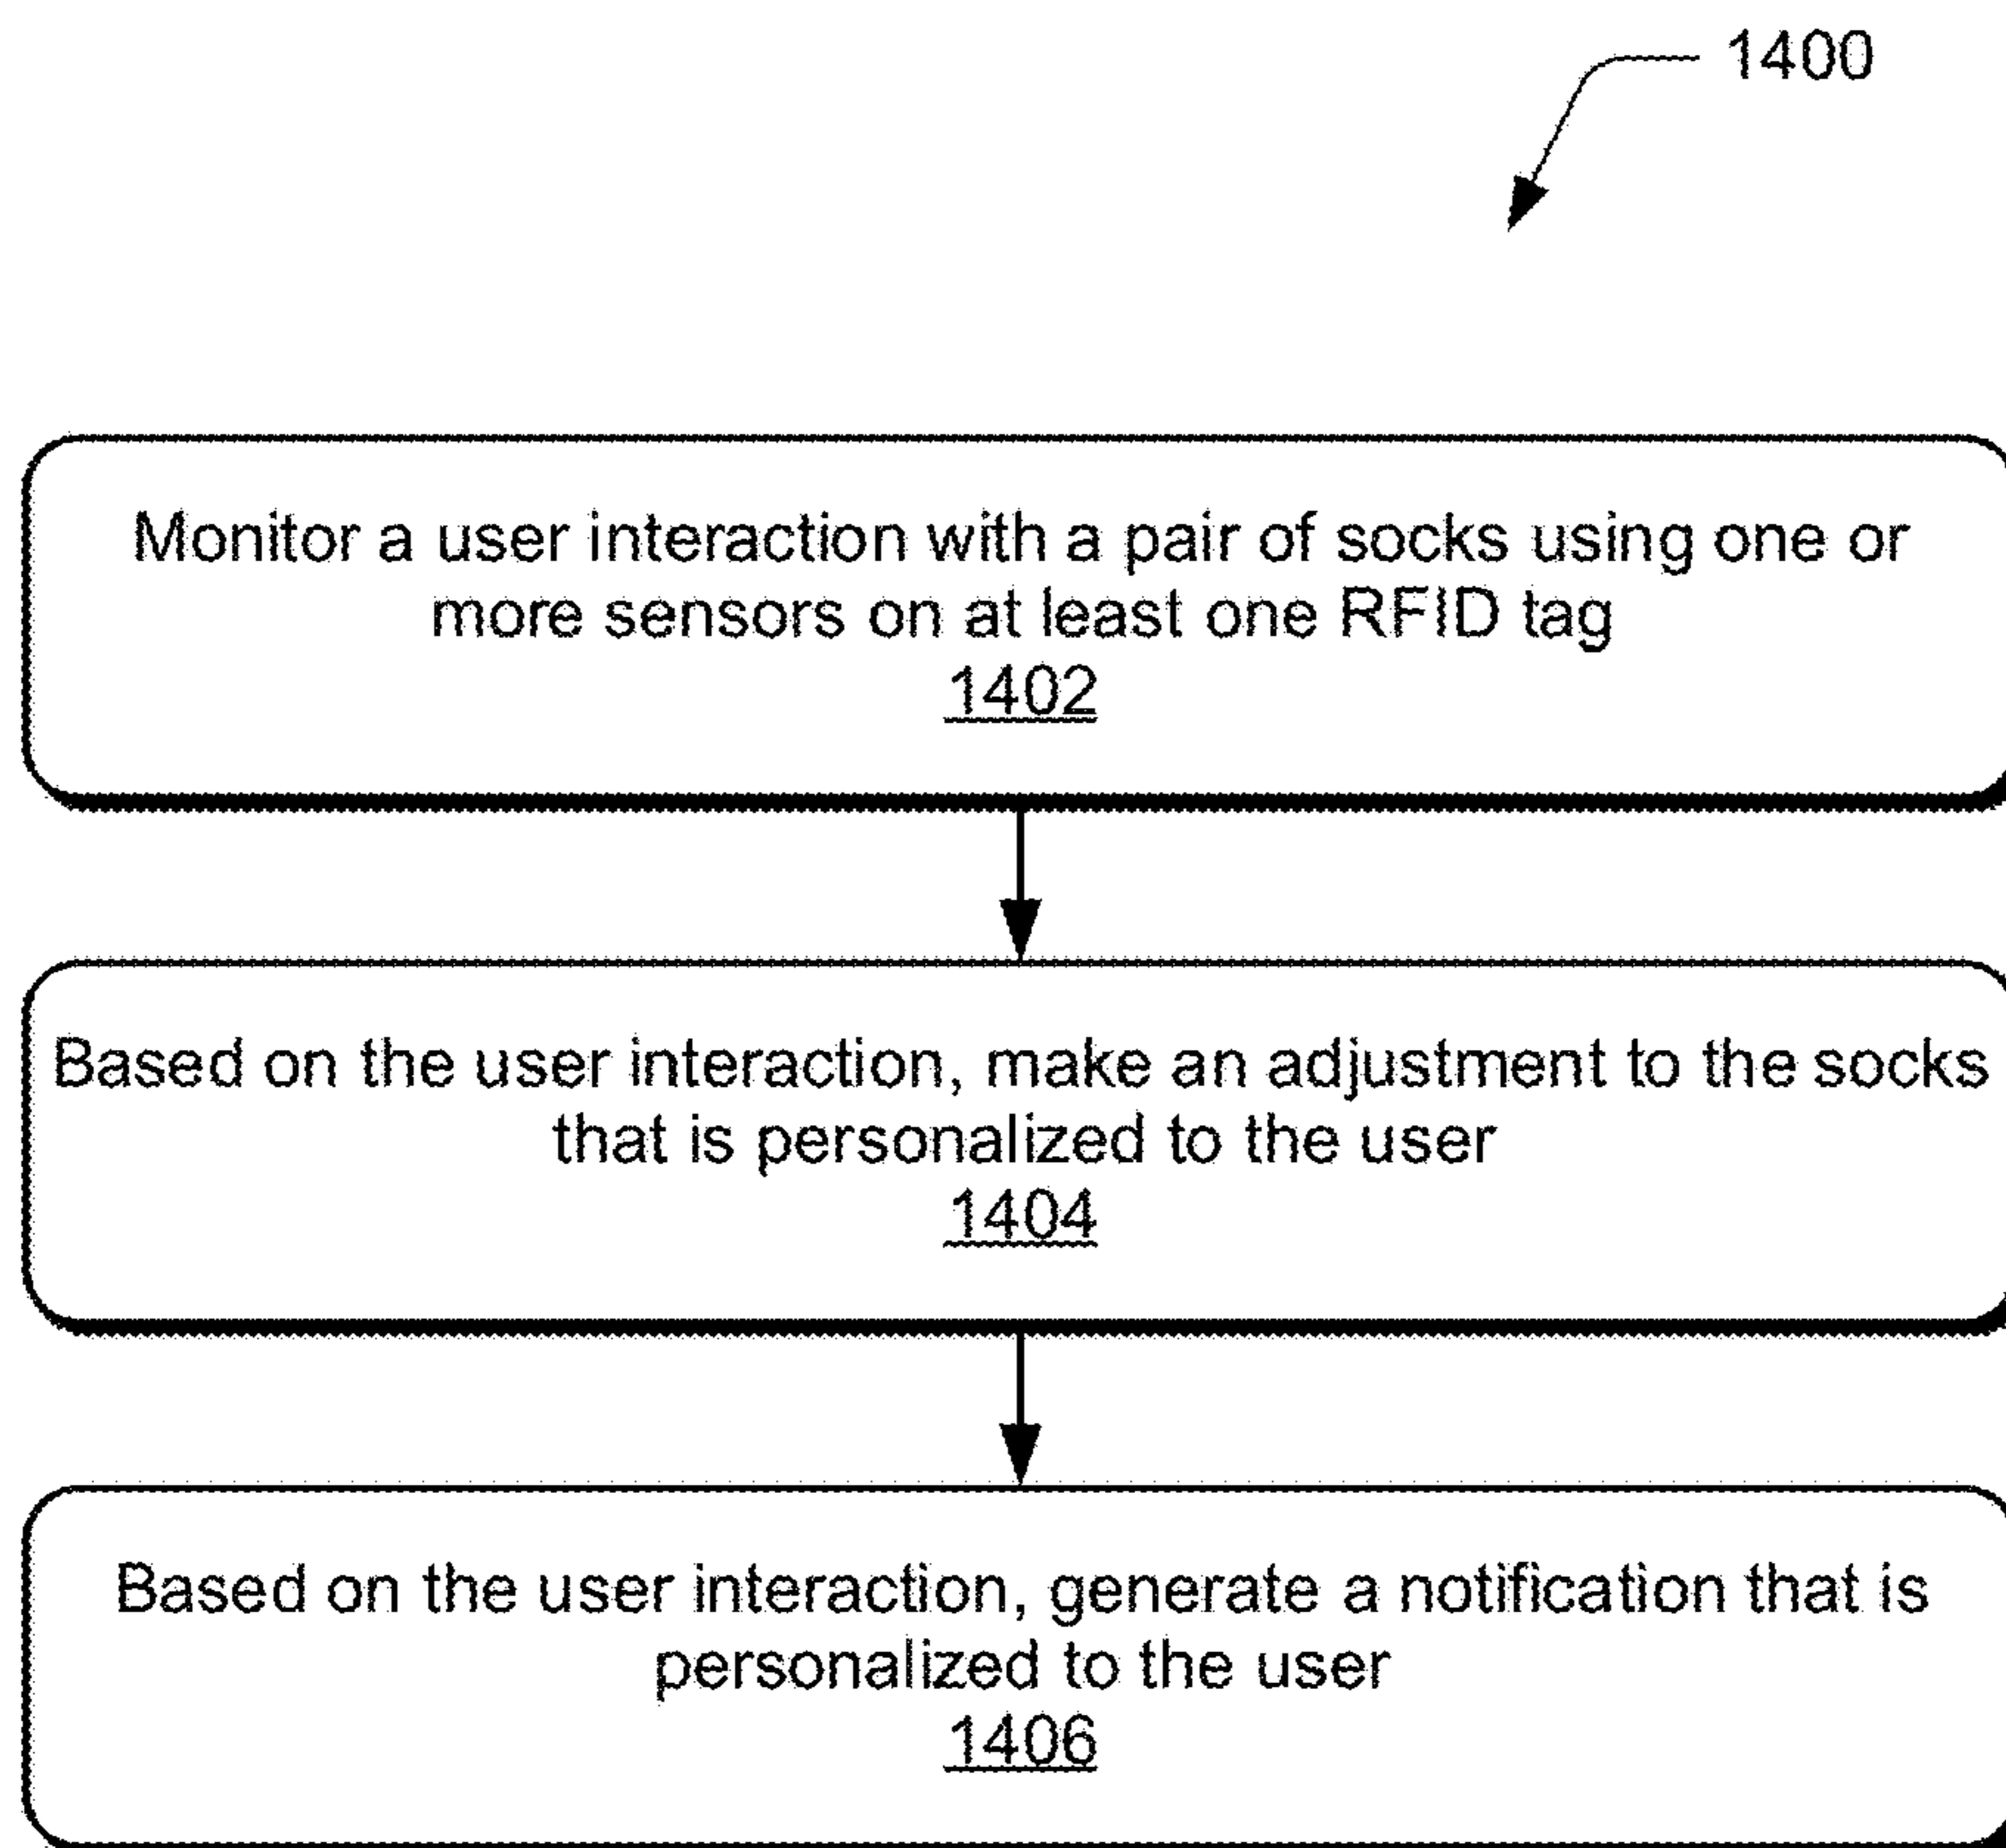 1400
Monitor a user interaction with a pair of socks using one or
more sensors on at least one RFID tag
1402
Based on the user interaction, make an adjustment to the socks
that is personalized to the user
1404
Based on the user interaction, generate a notification that is
personalized to the user
1406